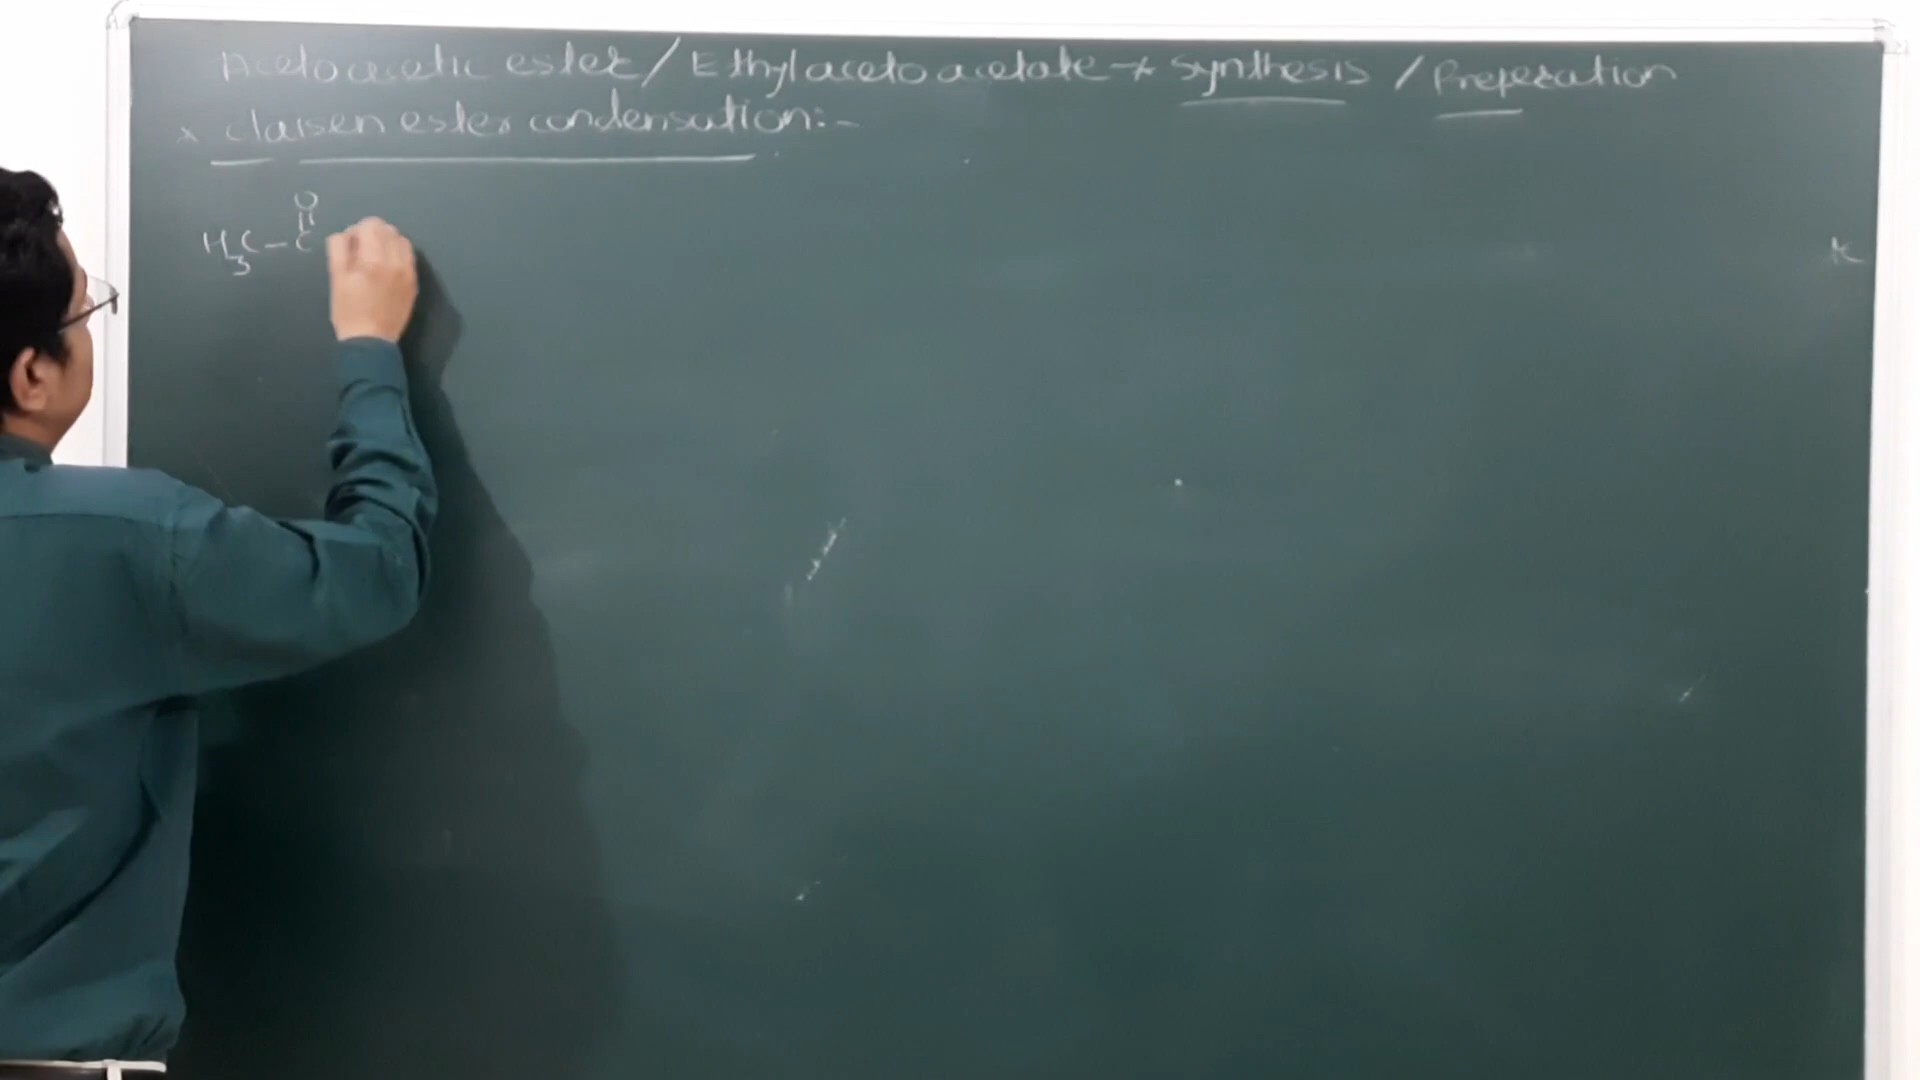 Acetoacetic ester / Ethylacetoacetate → Synthesis / Preperation
x claisen ester condensation:-
O
||
H3C - C